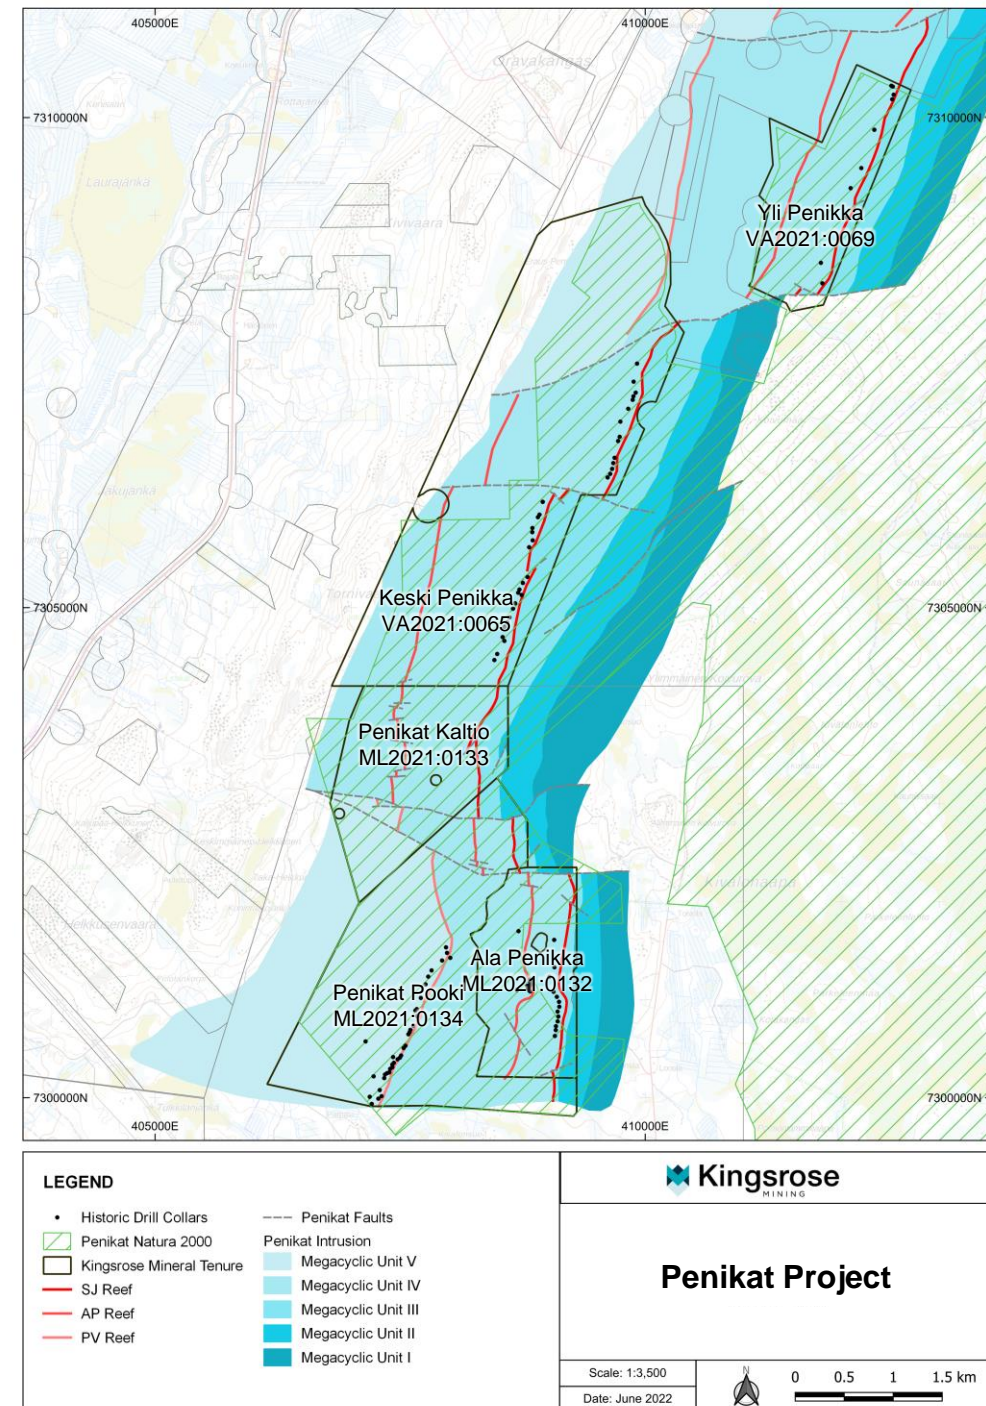 405000E
410000E
Oravakangas
7310000N
7310000N
Laurajänkä
Kivivaara
Yli Penikka
VA2021:0069
7305000N
7305000N
Keski Penikka
VA2021:0065
Penikat Kaltio
ML2021:0133
Kivalonaapa
Ala Penikka
ML2021:0132
Penikat Pooki
ML2021:0134
7300000N
7300000N
405000E
410000E
LEGEND
Historic Drill Collars
Penikat Natura 2000
Kingsrose Mineral Tenure
SJ Reef
AP Reef
PV Reef
Penikat Faults
Penikat Intrusion
Megacyclic Unit V
Megacyclic Unit IV
Megacyclic Unit III
Megacyclic Unit II
Megacyclic Unit I
Kingsrose
MINING
Penikat Project
Scale: 1:3,500
Date: June 2022
N
0 0.5 1 1.5 km